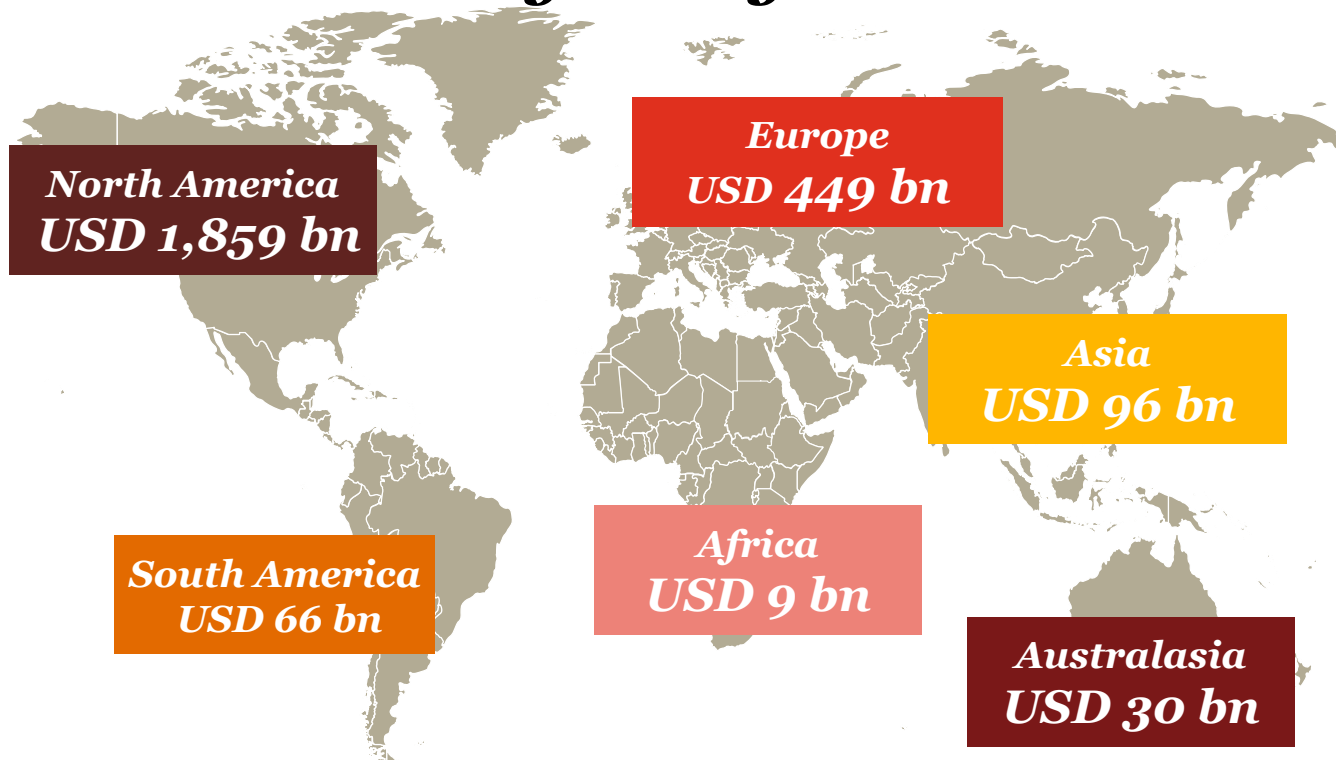 North America
USD 1,859 bn
Europe
USD 449 bn
Asia
USD 96 bn
South America
USD 66 bn
Africa
USD 9 bn
Australasia
USD 30 bn